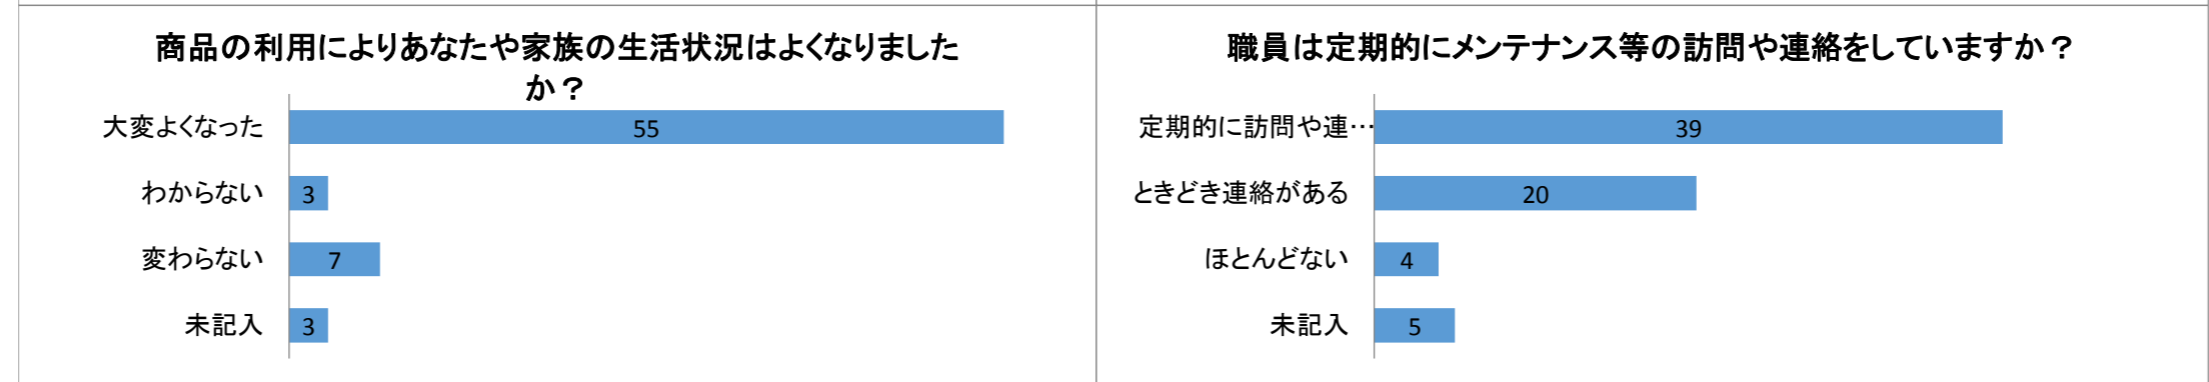 商品の利用によりあなたや家族の生活状況はよくなりました
か？
大変よくなった 55
わからない 3
変わらない 7
未記入 3
職員は定期的にメンテナンス等の訪問や連絡をしていますか？
定期的に訪問や連… 39
ときどき連絡がある 20
ほとんどない 4
未記入 5